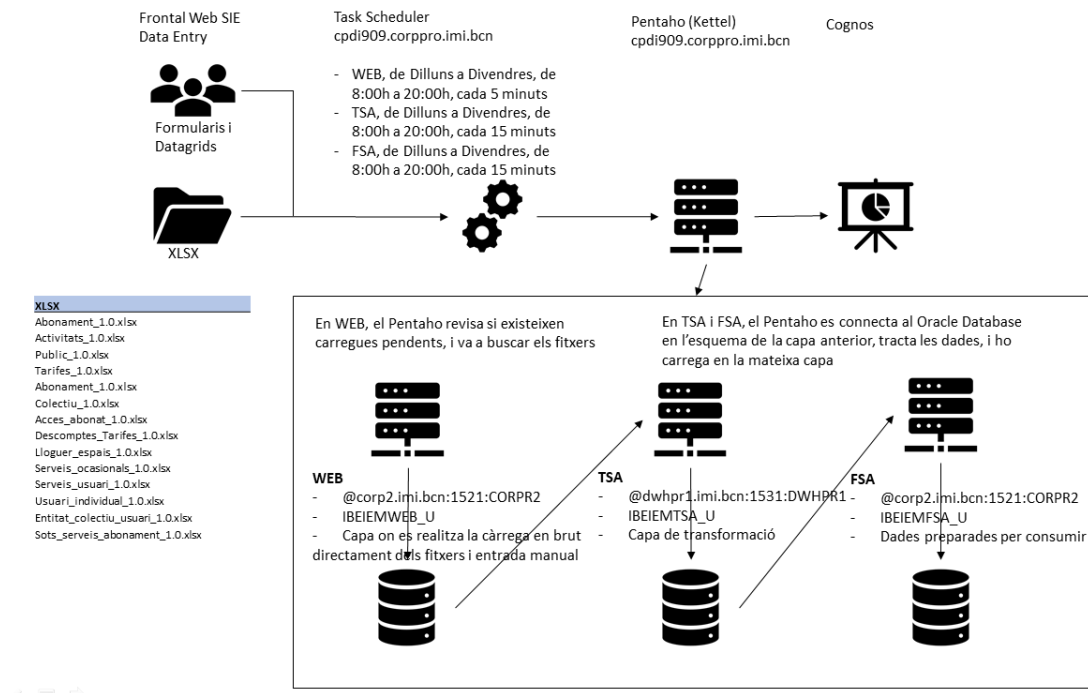 Frontal Web SIE
Data Entry
Formularis i
Datagrids
XLSX
Task Scheduler
cpdi909.corppro.imi.bcn
- WEB, de Dilluns a Divendres, de
8:00h a 20:00h, cada 5 minuts
- TSA, de Dilluns a Divendres, de
8:00h a 20:00h, cada 15 minuts
- FSA, de Dilluns a Divendres, de
8:00h a 20:00h, cada 15 minuts
Pentaho (Kettel)
cpdi909.corppro.imi.bcn
Cognos
XLSX
Abonament_1.0.xlsx
Activitats_1.0.xlsx
Public_1.0.xlsx
Tarifes_1.0.xlsx
Abonament_1.0.xlsx
Colectiu_1.0.xlsx
Acces_abonat_1.0.xlsx
Descomptes_Tarifes_1.0.xlsx
Lloguer_espais_1.0.xlsx
Serveis_ocasionals_1.0.xlsx
Serveis_usuari_1.0.xlsx
Usuari_individual_1.0.xlsx
Entitat_colectiu_usuari_1.0.xlsx
Sots_serveis_abonament_1.0.xlsx
En WEB, el Pentaho revisa si existeixen
carregues pendents, i va a buscar els fitxers
En TSA i FSA, el Pentaho es connecta al Oracle Database
en l'esquema de la capa anterior, tracta les dades, i ho
carrega en la mateixa capa
WEB
- @corp2.imi.bcn:1521:CORPR2
- IBEIEMWEB_U
- Capa on es realitza la càrrega en brut
directament dels fitxers i entrada manual
TSA
- @dwhpr1.imi.bcn:1531:DWHPR1
- IBEIEMTSA_U
- Capa de transformació
FSA
- @corp2.imi.bcn:1521:CORPR2
- IBEIEMFSA_U
- Dades preparades per consumir